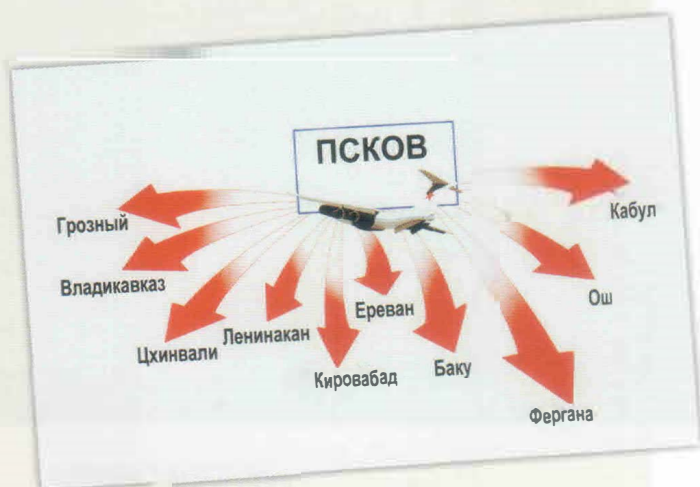 ПСКОВ
Кабул
Грозный
Владикавказ
Ош
Ереван
Ленинакан
Цхинвали
Баку
Кировабад
Фергана